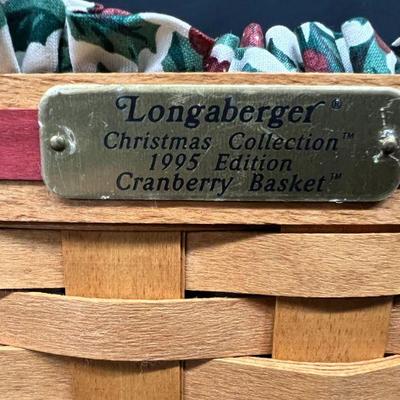 Longaberger®
Christmas Collection™
1995 Edition
Cranberry Basket™